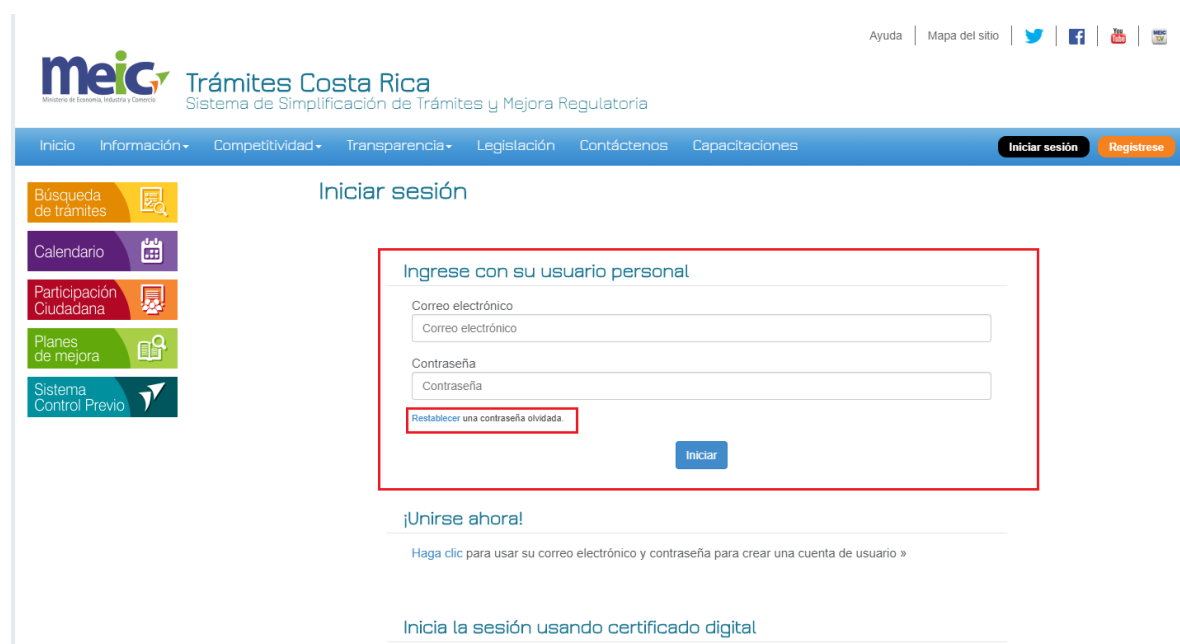 Ayuda
Mapa del sitio
You
Tube
MEIC
meic
Ministerio de Economía, Industria y Comercio
Trámites Costa Rica
Sistema de Simplificación de Trámites y Mejora Regulatoria
Inicio Información Competitividad Transparencia Legislación Contáctenos Capacitaciones Iniciar sesión Regístrese
Búsqueda
de trámites
Calendario
Participación
Ciudadana
Planes
de mejora
Sistema
Control Previo
Iniciar sesión
Ingrese con su usuario personal
Correo electrónico
Correo electrónico
Contraseña
Contraseña
Restablecer una contraseña olvidada.
Iniciar
¡Unirse ahora!
Haga clic para usar su correo electrónico y contraseña para crear una cuenta de usuario »
Inicia la sesión usando certificado digital